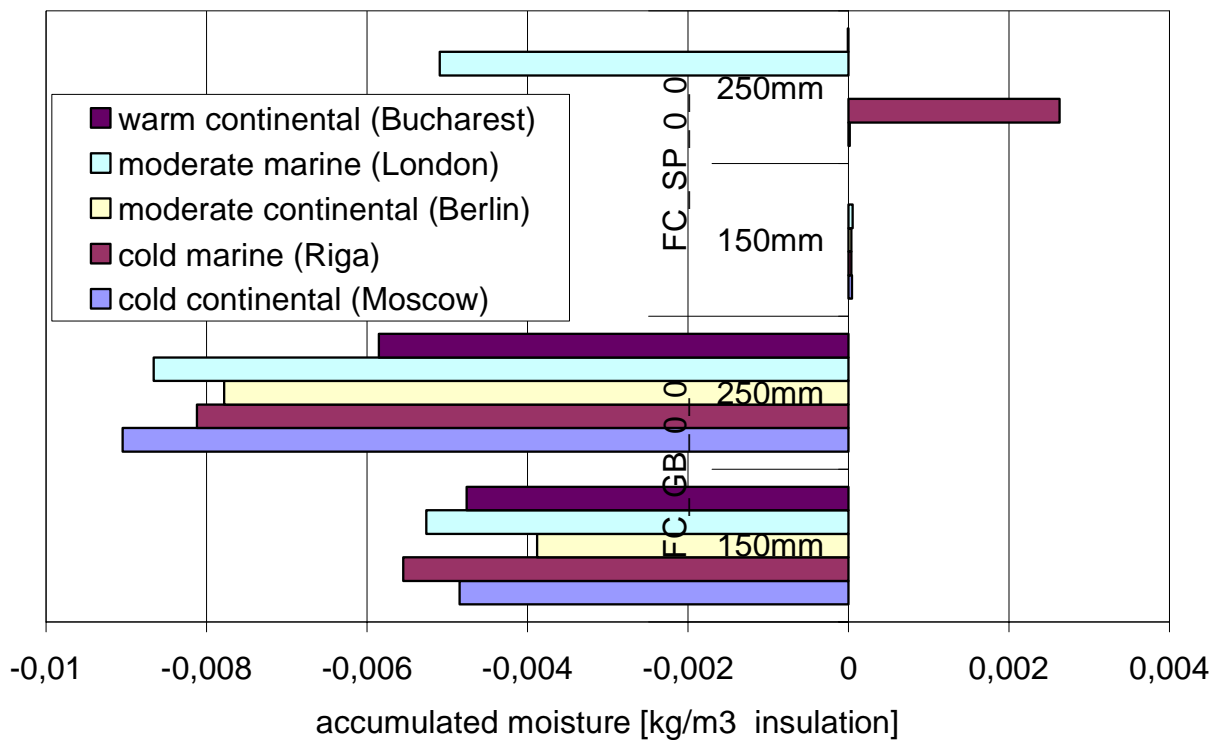 250mm
FC_SP_0_0
150mm
warm continental (Bucharest)
moderate marine (London)
moderate continental (Berlin)
cold marine (Riga)
cold continental (Moscow)
250mm
FC_GB_0_0
150mm
-0,01 -0,008 -0,006 -0,004 -0,002 0 0,002 0,004
accumulated moisture [kg/m3 insulation]